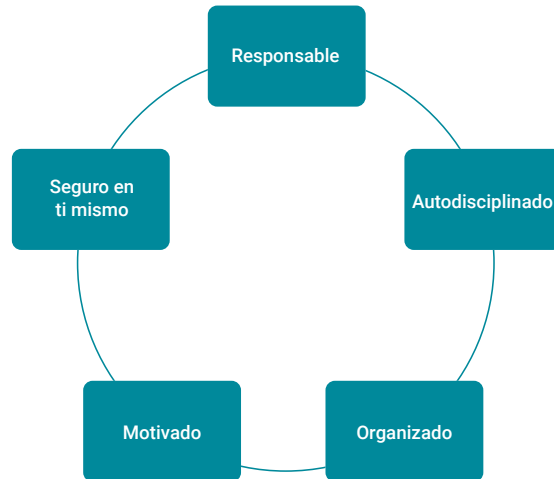 Responsable
Autodisciplinado
Organizado
Motivado
Seguro en
ti mismo